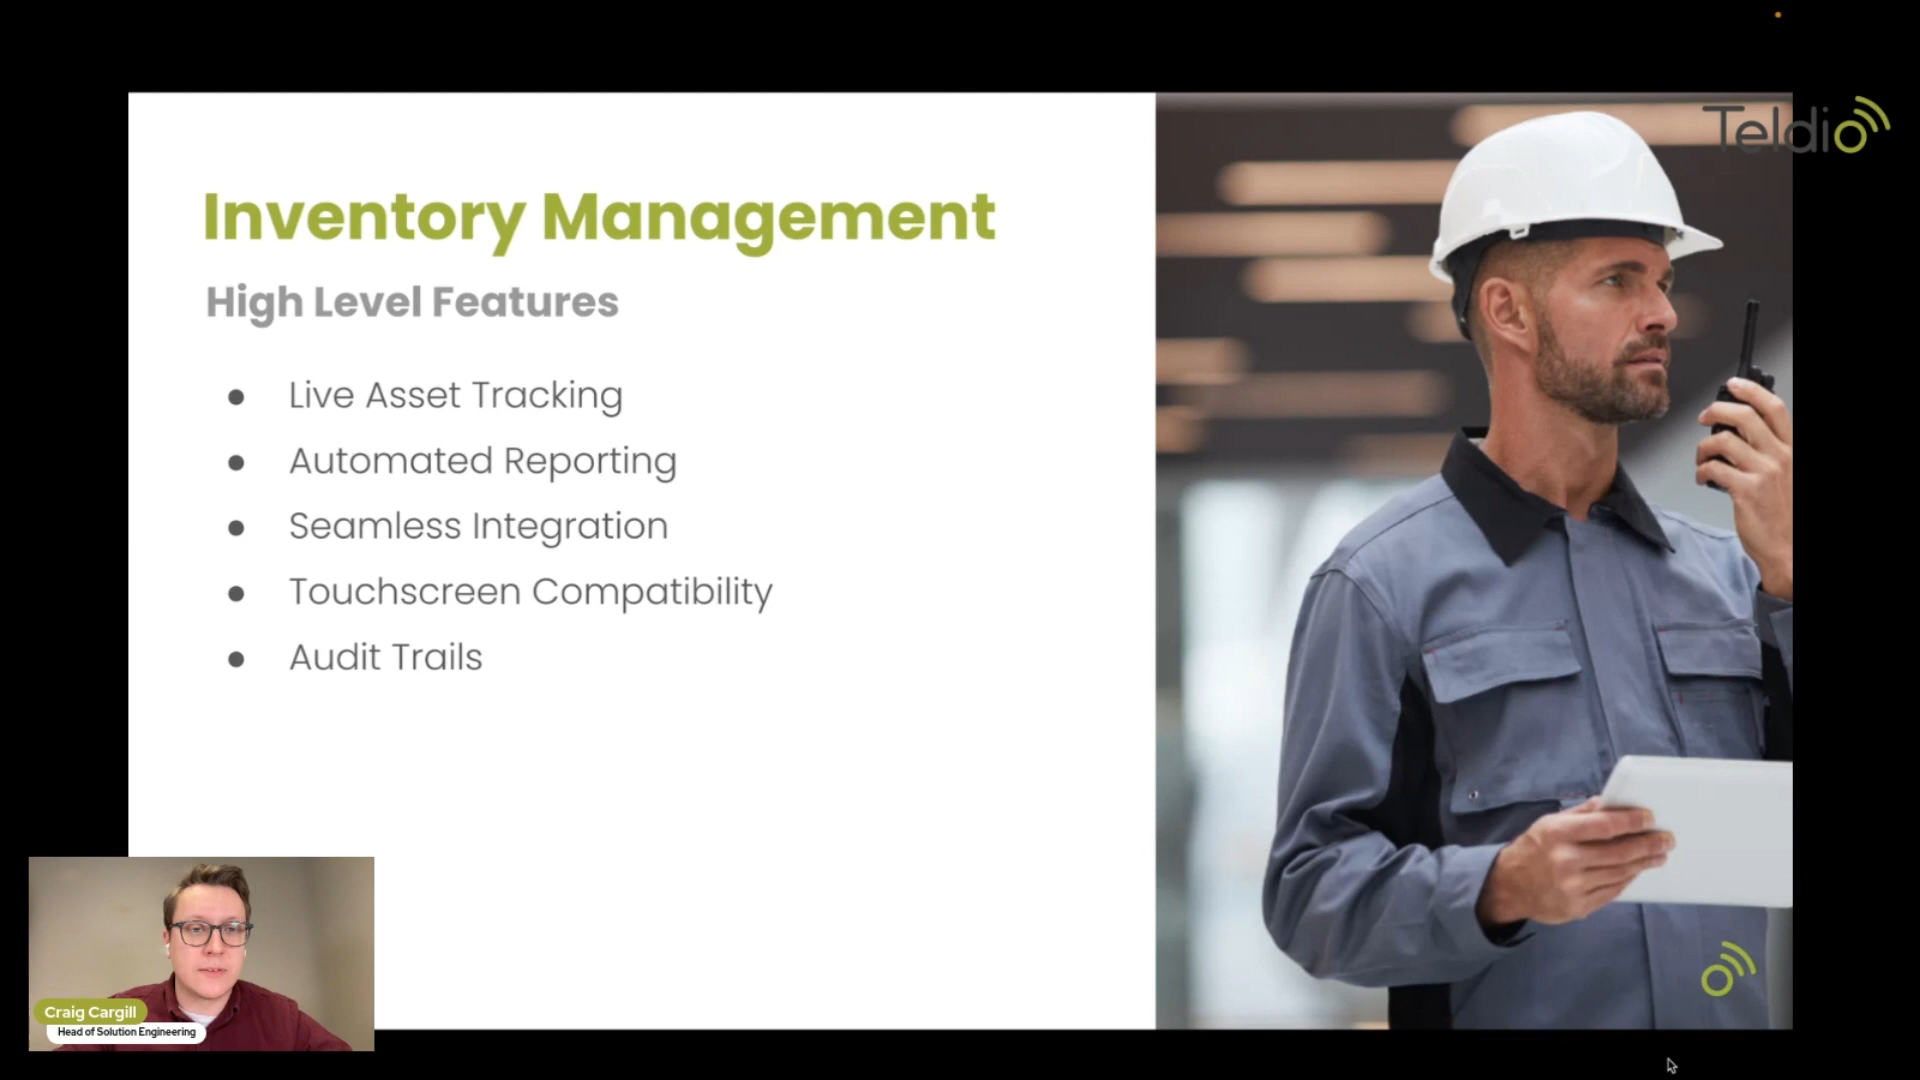 Teldio
Inventory Management
High Level Features
● Live Asset Tracking
● Automated Reporting
● Seamless Integration
● Touchscreen Compatibility
● Audit Trails
Craig Cargill
Head of Solution Engineering